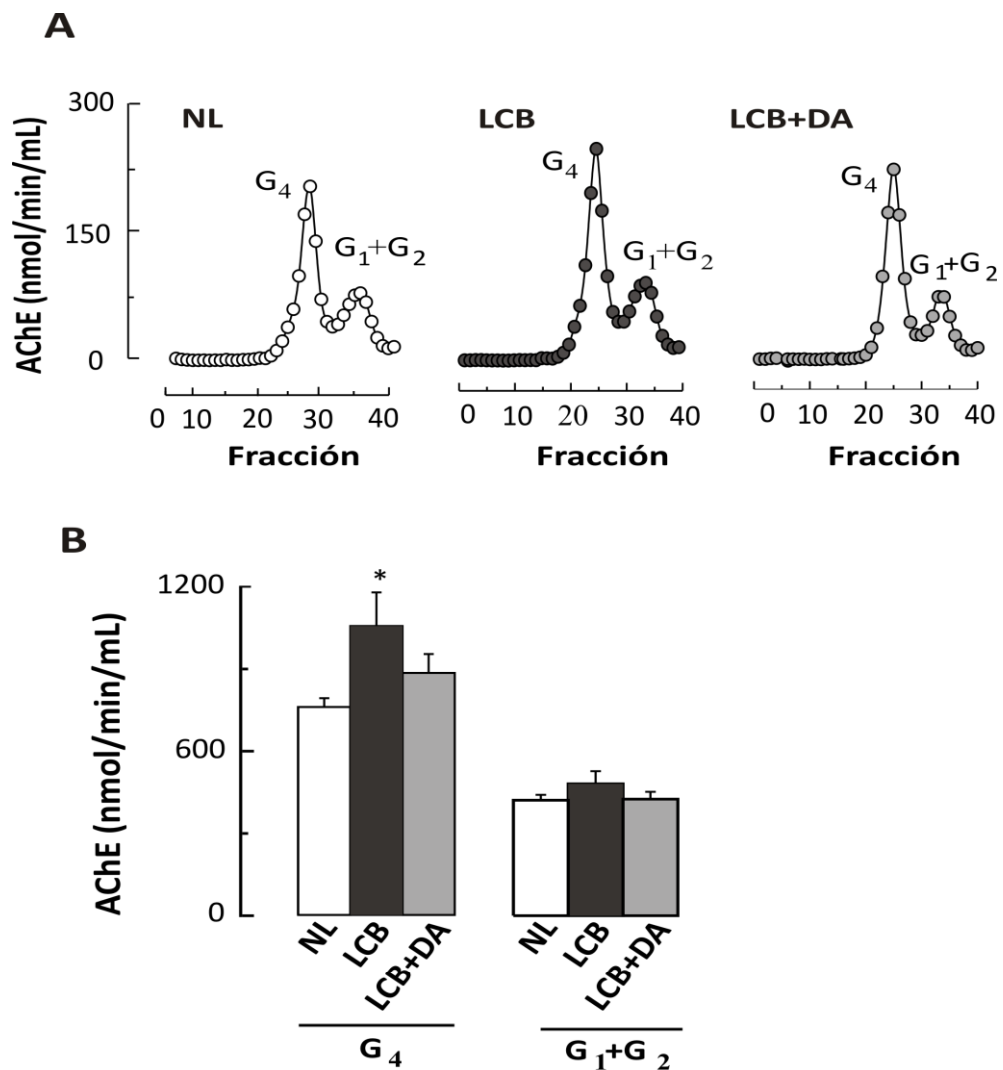 A
300
150
0
AChE (nmol/min/mL)
NL
G4
G1+G2
LCB
G4
G1+G2
LCB+DA
G4
G1+G2
0 10 20 30 40
0 10 20 30 40
0 10 20 30 40
Fracción
Fracción
Fracción
B
1200
600
0
AChE (nmol/min/mL)
*
NL
LCB
LCB+DA
NL
LCB
LCB+DA
G4
G1+G2